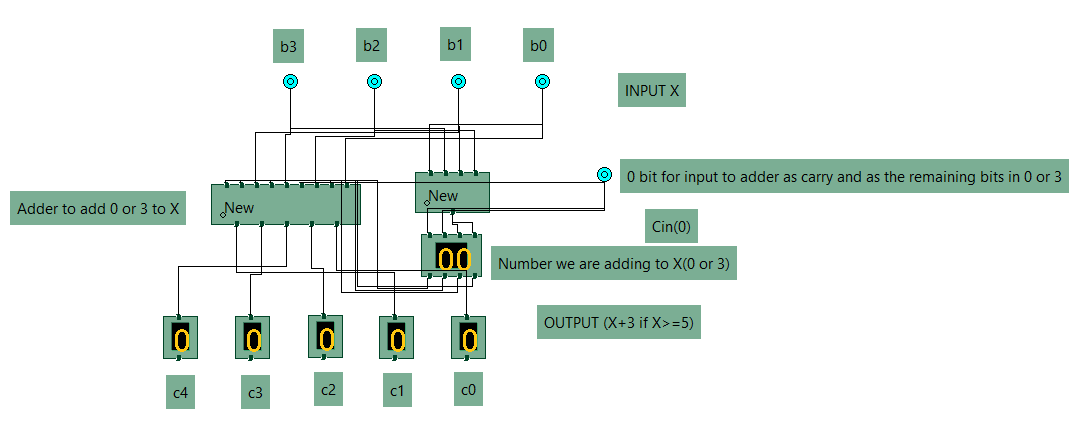 b3
b2
b1
b0
INPUT X
0 bit for input to adder as carry and as the remaining bits in 0 or 3
Adder to add 0 or 3 to X
New
New
Cin(0)
00
Number we are adding to X(0 or 3)
OUTPUT (X+3 if X>=5)
0
0
0
0
0
c4
c3
c2
c1
c0